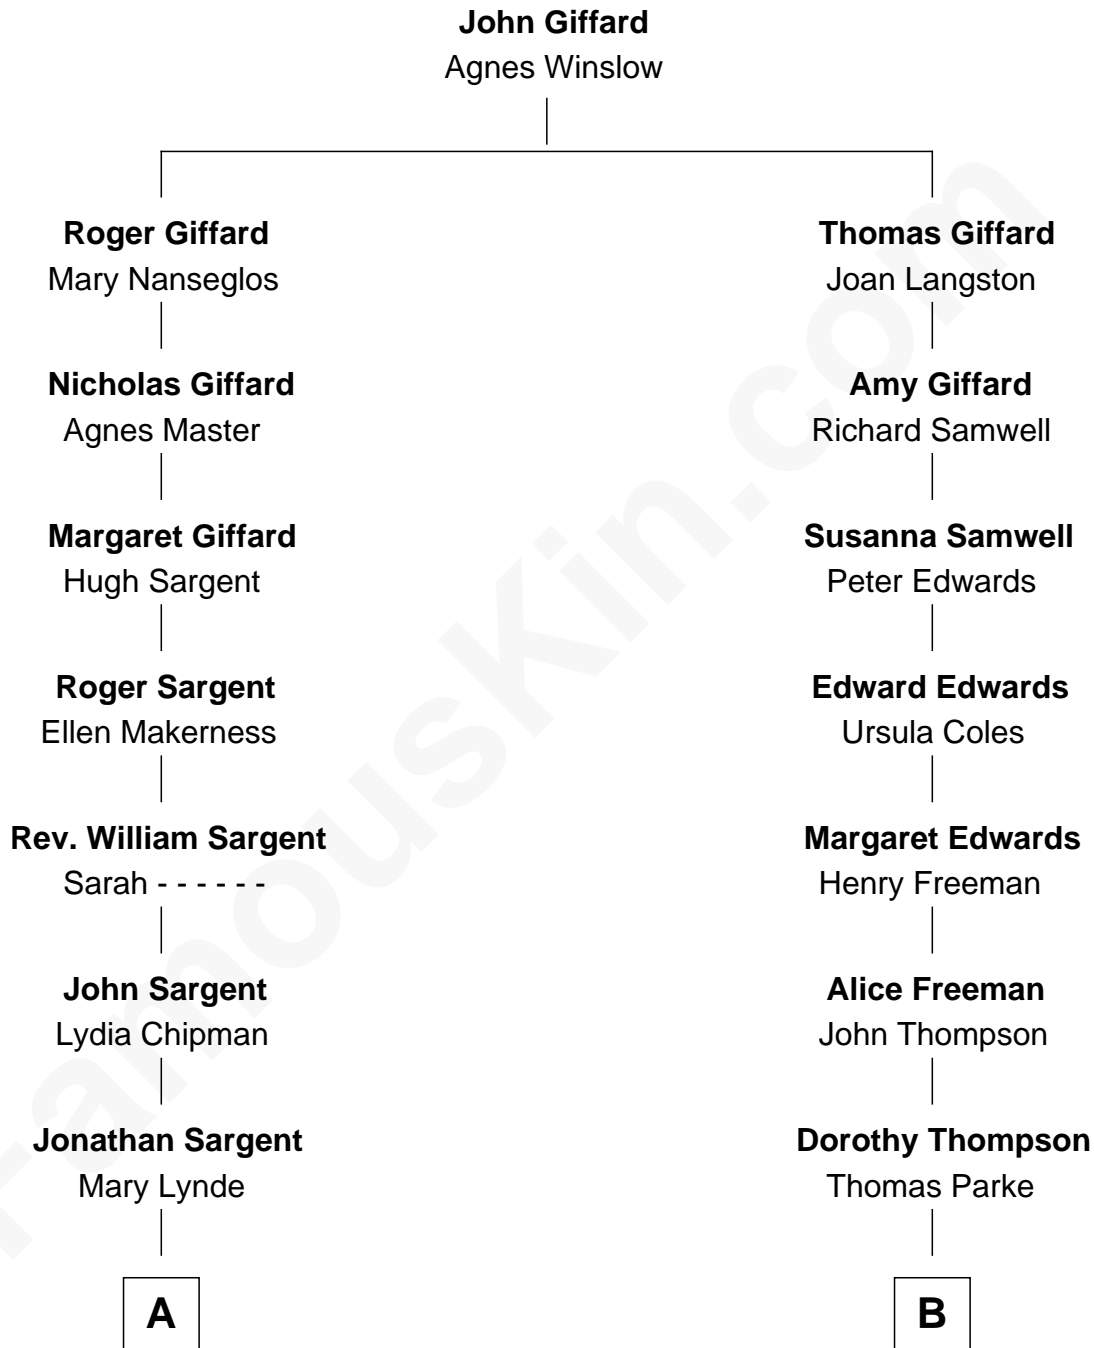 John Giffard
Agnes Winslow
Roger Giffard
Mary Nanseglos
Nicholas Giffard
Agnes Master
Margaret Giffard
Hugh Sargent
Roger Sargent
Ellen Makerness
Rev. William Sargent
Sarah - - - - - -
John Sargent
Lydia Chipman
Jonathan Sargent
Mary Lynde
A
Thomas Giffard
Joan Langston
Amy Giffard
Richard Samwell
Susanna Samwell
Peter Edwards
Edward Edwards
Ursula Coles
Margaret Edwards
Henry Freeman
Alice Freeman
John Thompson
Dorothy Thompson
Thomas Parke
B
FamousKin.com